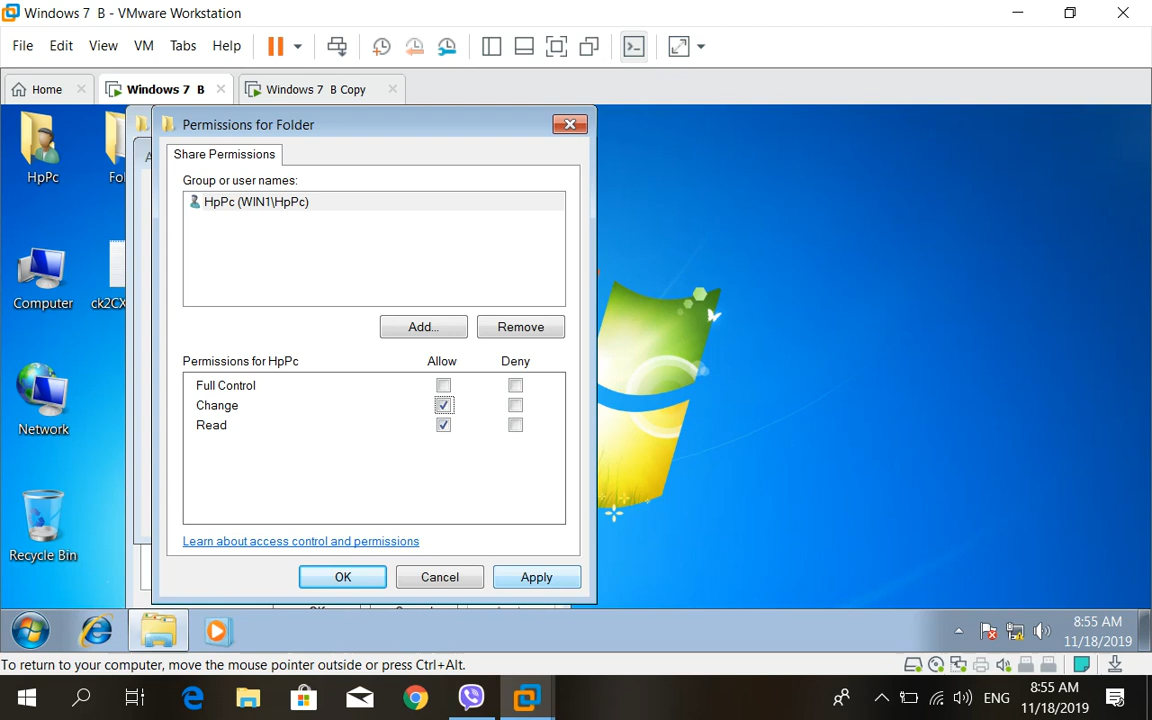 Windows 7 B - VMware Workstation
File Edit View VM Tabs Help
Home Windows 7 B Windows 7 B Copy
HpPc
Fol
Computer
ck2CX
Network
Recycle Bin
Permissions for Folder
Share Permissions
Group or user names:
HpPc (WIN1\HpPc)
Add... Remove
Permissions for HpPc Allow Deny
Full Control
Change
Read
Learn about access control and permissions
OK Cancel Apply
8:55 AM
11/18/2019
To return to your computer, move the mouse pointer outside or press Ctrl+Alt.
ENG
8:55 AM
11/18/2019